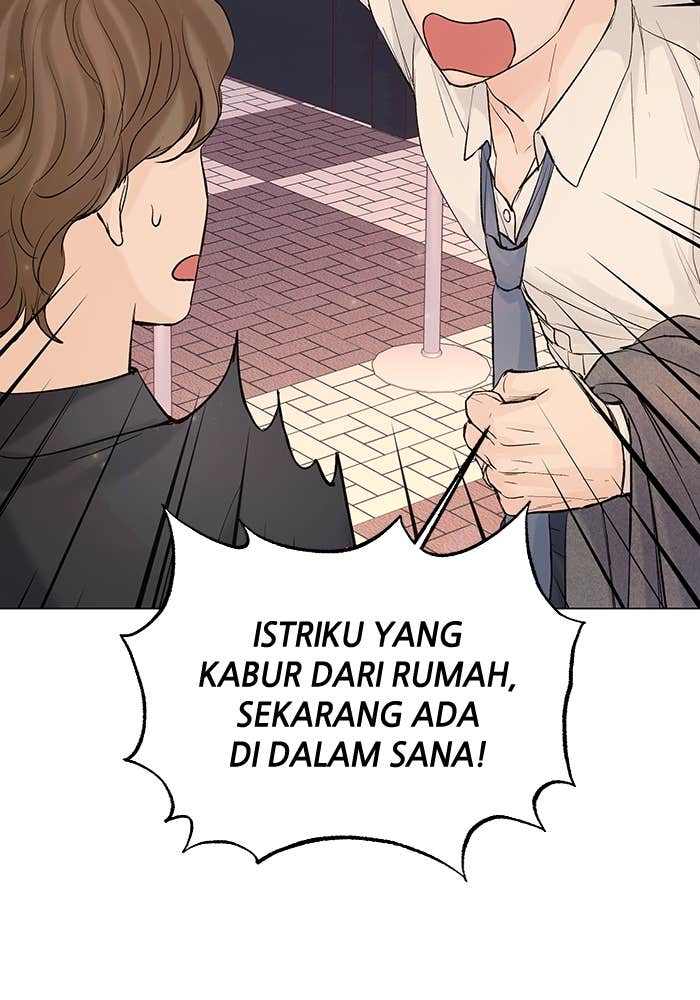 ISTRIKU YANG
KABUR DARI RUMAH,
SEKARANG ADA
DI DALAM SANA!